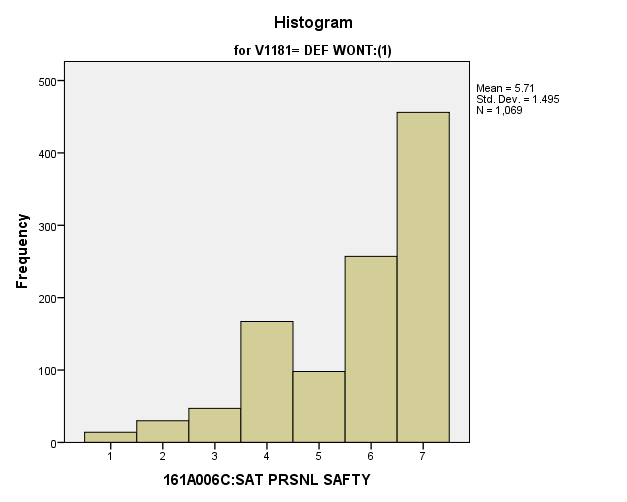 Histogram
for V1181= DEF WONT:(1)
Mean = 5.71
Std. Dev. = 1.495
N = 1,069
Frequency
500
400
300
200
100
0
1 2 3 4 5 6 7
161A006C:SAT PRSNL SAFTY